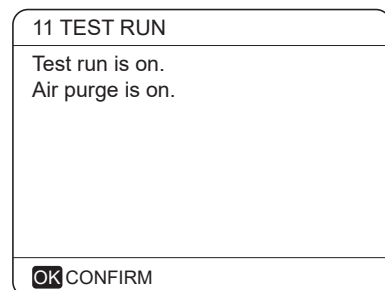 11 TEST RUN
Test run is on.
Air purge is on.
OK CONFIRM